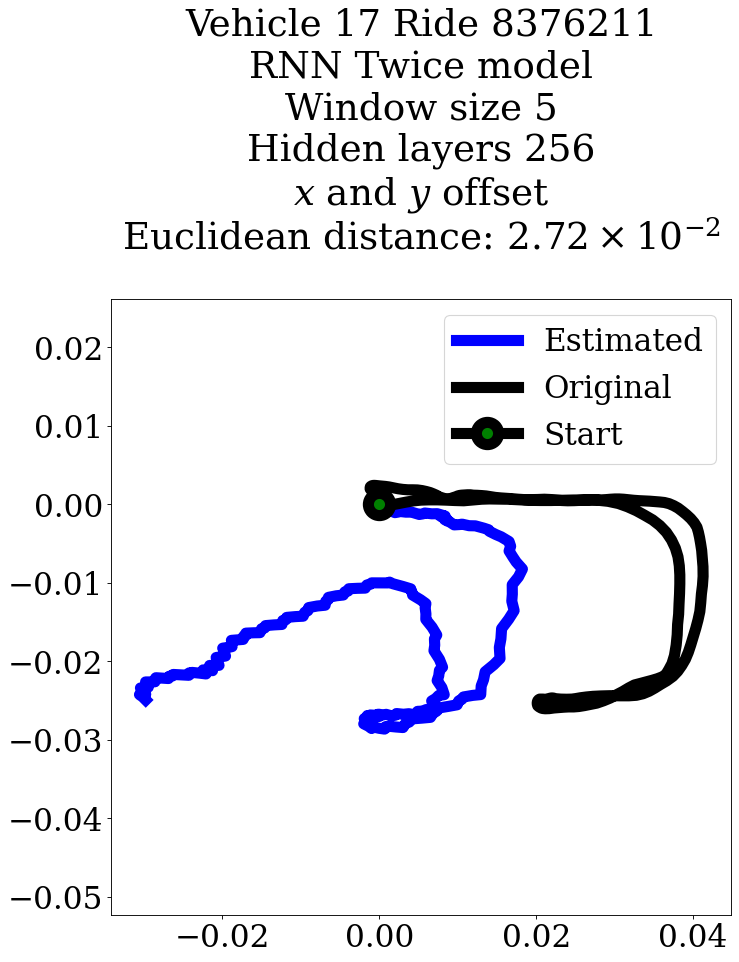 Vehicle 17 Ride 8376211
RNN Twice model
Window size 5
Hidden layers 256
x and y offset
Euclidean distance: 2.72 × 10⁻²
Estimated
Original
Start
0.02
0.01
0.00
−0.01
−0.02
−0.03
−0.04
−0.05
−0.02
0.00
0.02
0.04